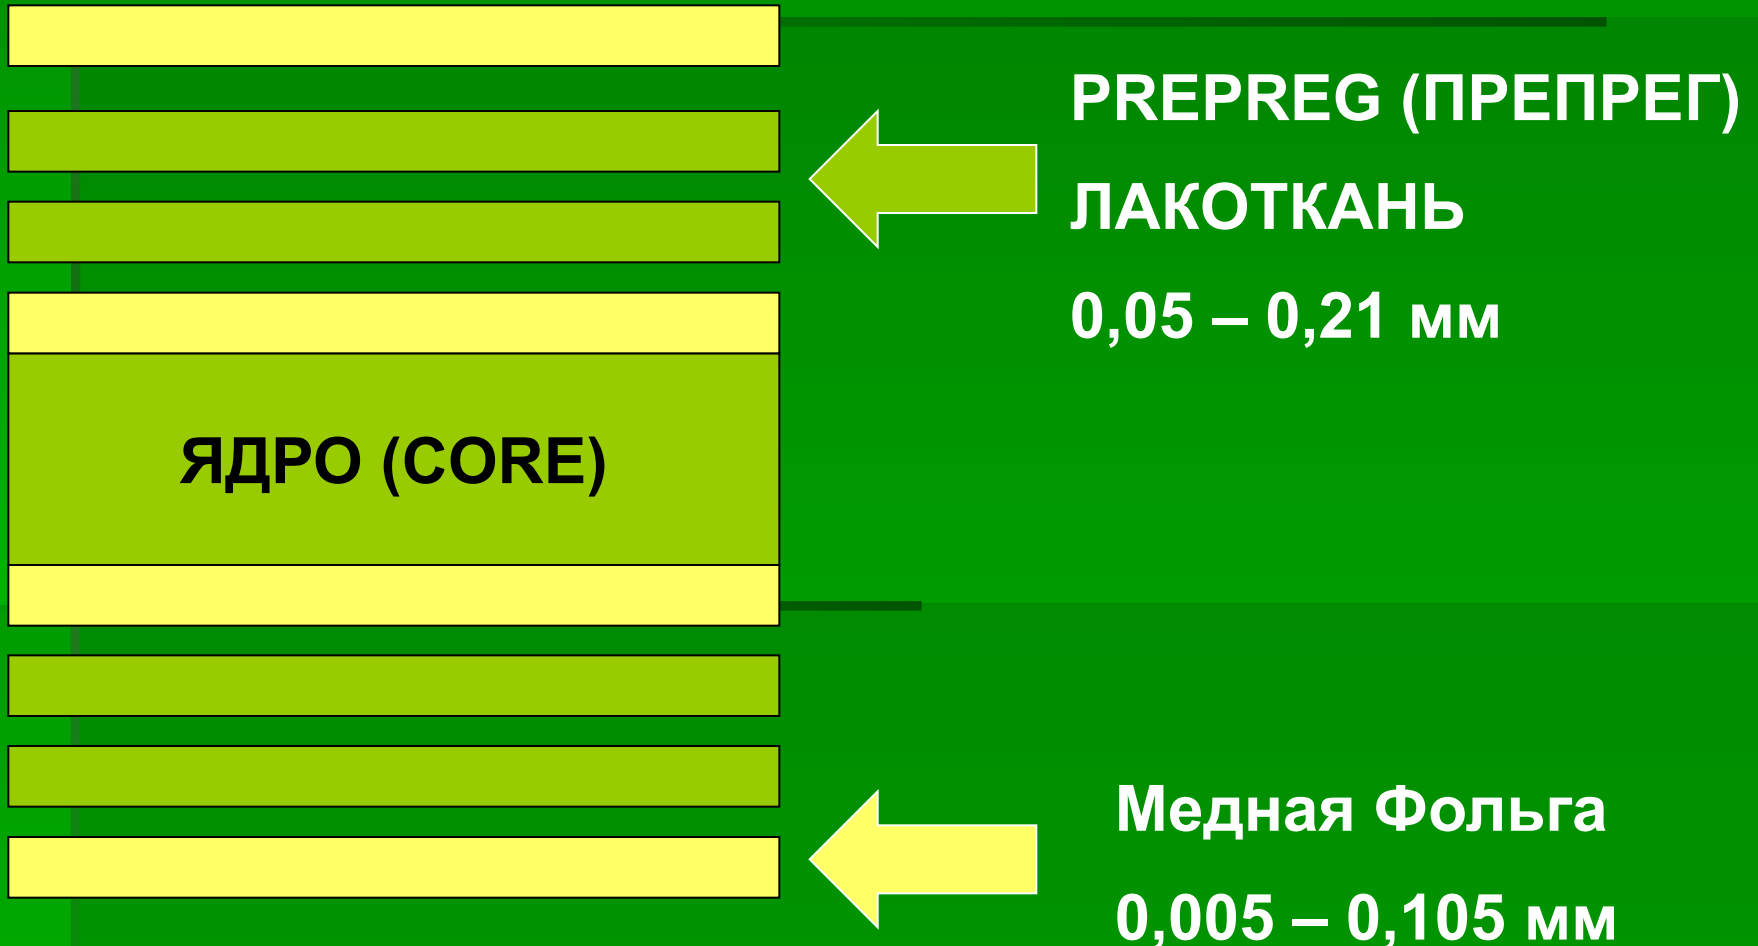 PREPREG (ПРЕПРЕГ)
ЛАКОТКАНЬ
0,05 – 0,21 мм
ЯДРО (CORE)
Медная Фольга
0,005 – 0,105 мм